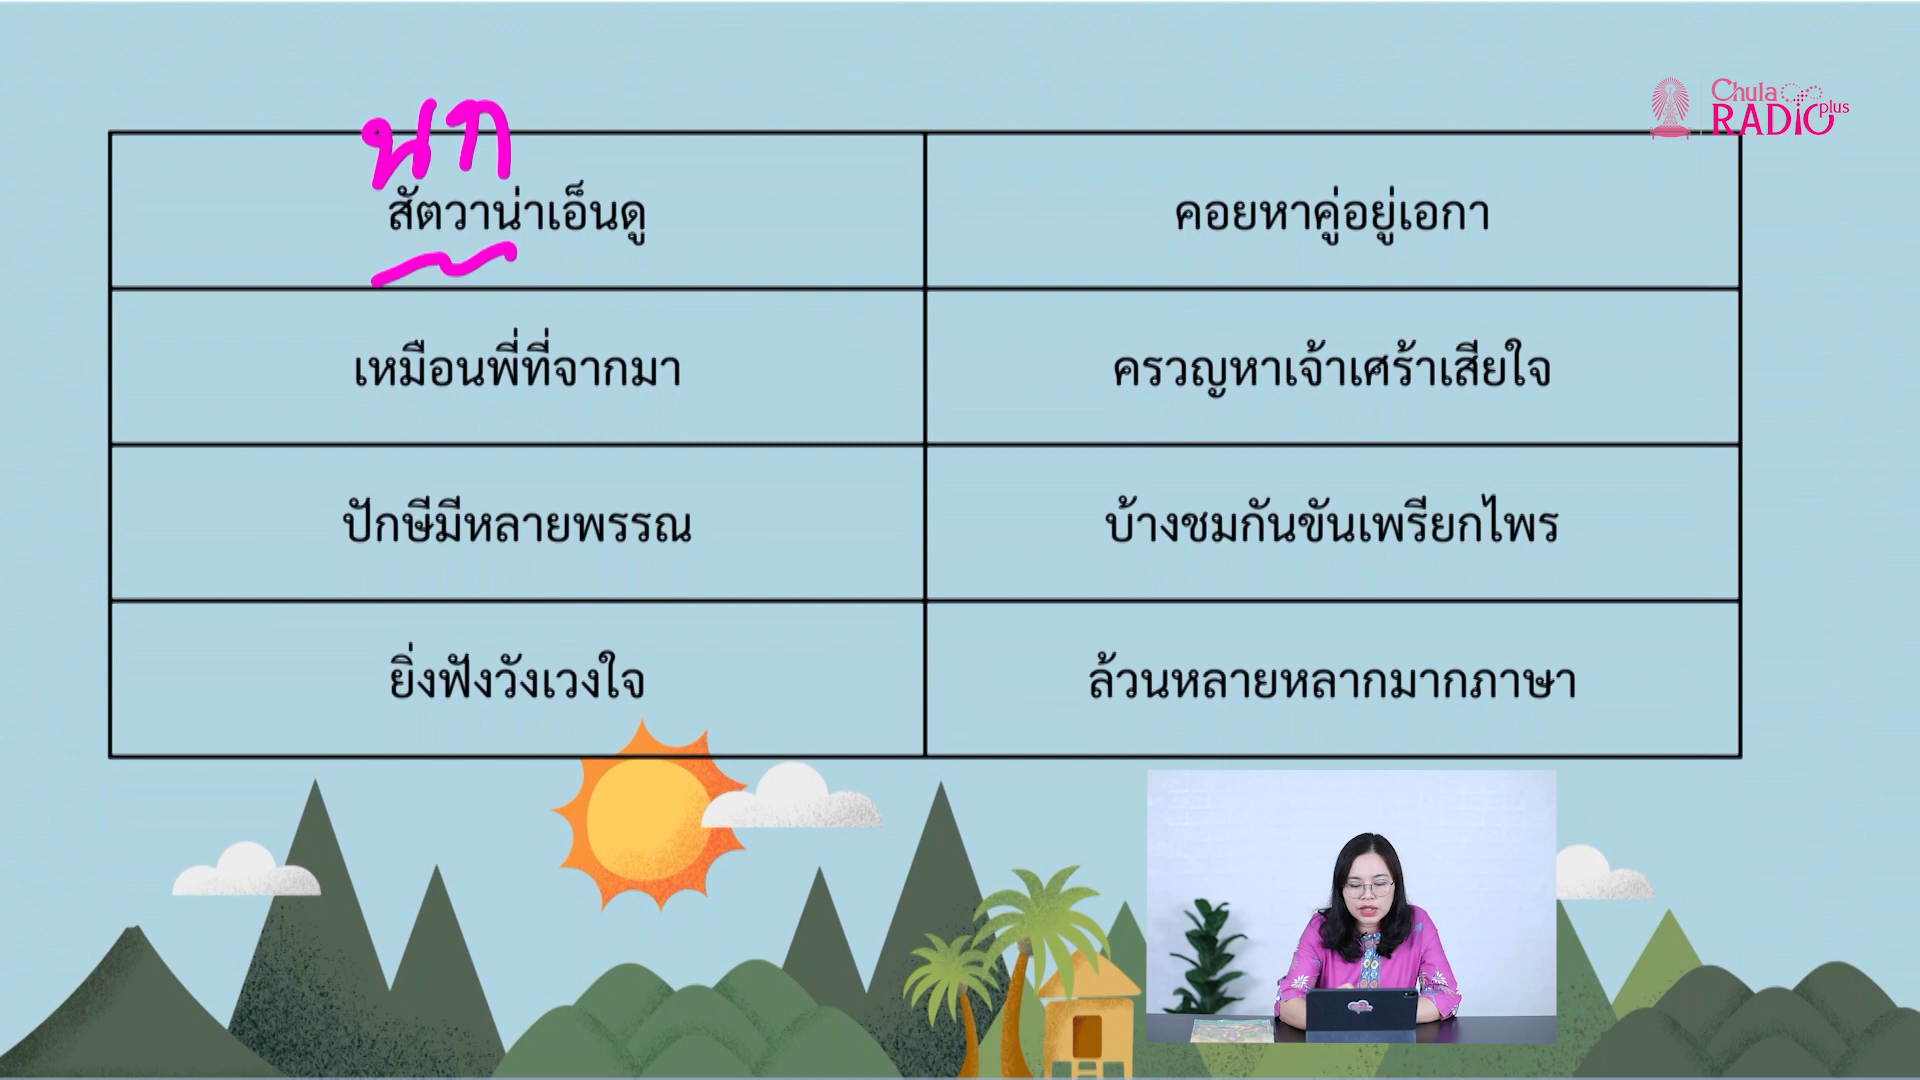 Chula
RADIO plus
นก
สัตวาน่าเอ็นดู คอยหาคู่อยู่เอกา
เหมือนพี่ที่จากมา ครวญหาเจ้าเศร้าเสียใจ
ปักษีมีหลายพรรณ บ้างชมกันขันเพรียกไพร
ยิ่งฟังวังเวงใจ ล้วนหลายหลากมากภาษา